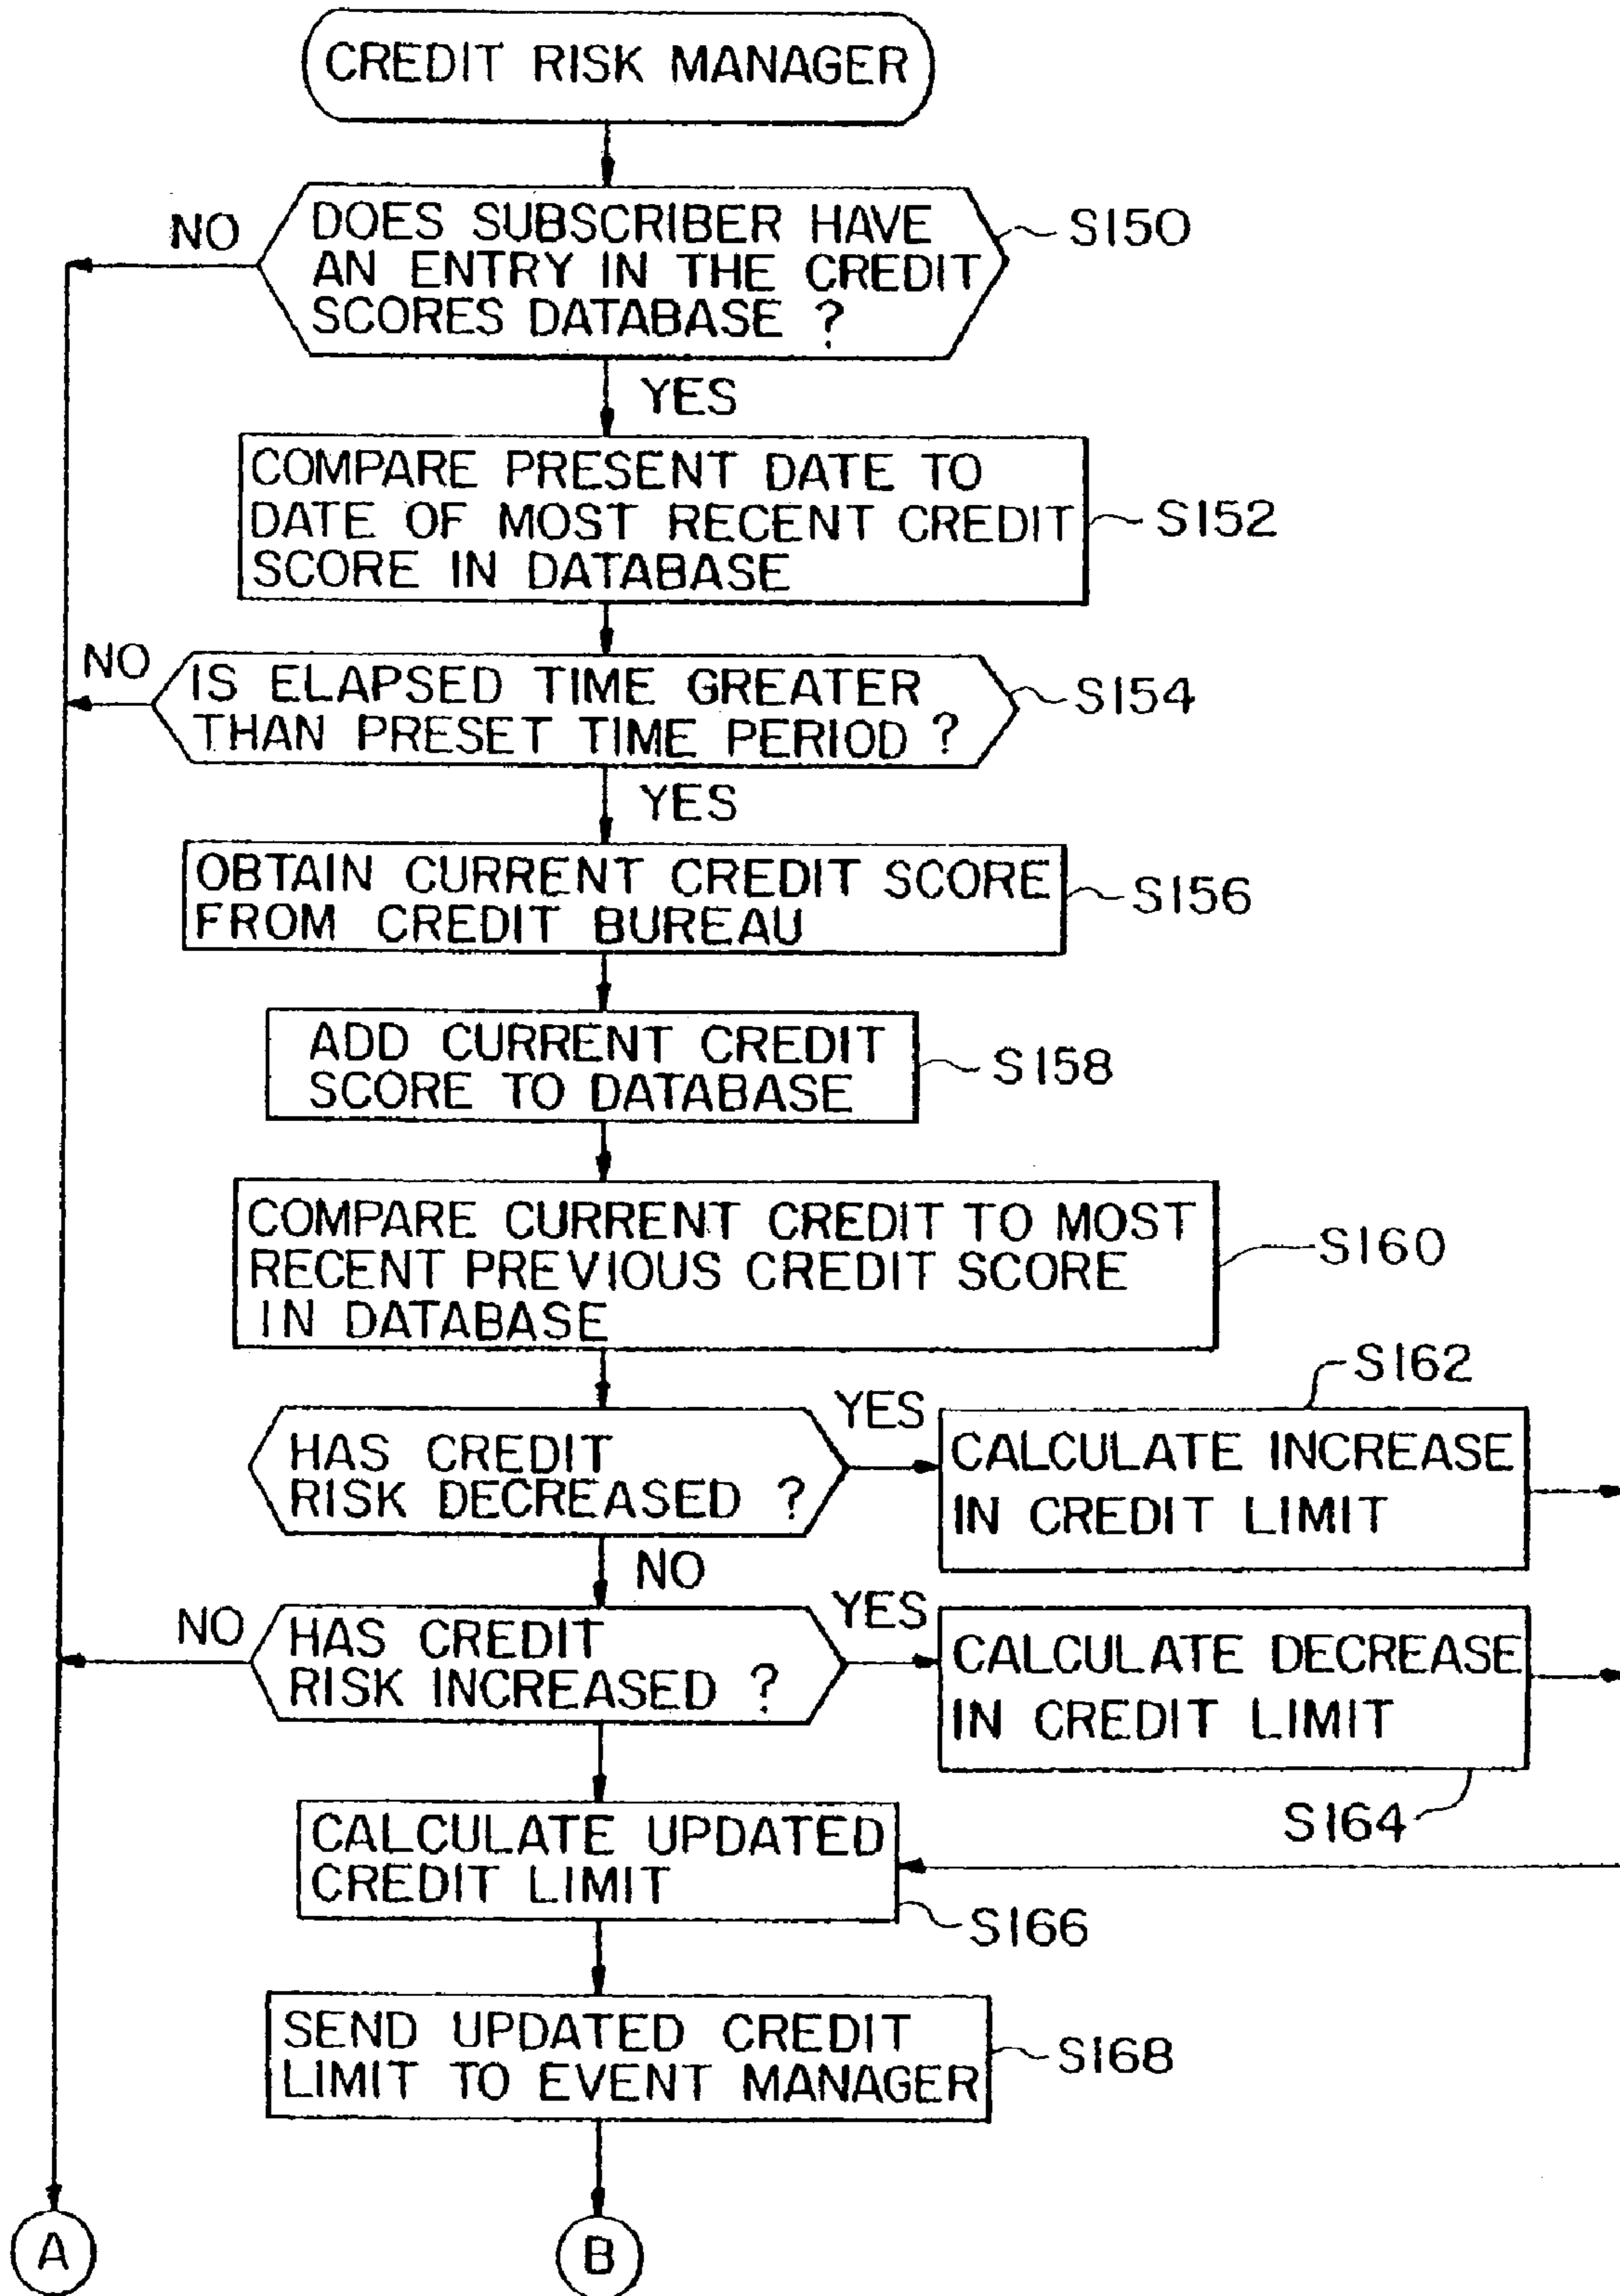 CREDIT RISK MANAGER
NO
DOES SUBSCRIBER HAVE
AN ENTRY IN THE CREDIT
SCORES DATABASE ?
S150
YES
COMPARE PRESENT DATE TO
DATE OF MOST RECENT CREDIT
SCORE IN DATABASE
S152
NO
IS ELAPSED TIME GREATER
THAN PRESET TIME PERIOD ?
S154
YES
OBTAIN CURRENT CREDIT SCORE
FROM CREDIT BUREAU
S156
ADD CURRENT CREDIT
SCORE TO DATABASE
S158
COMPARE CURRENT CREDIT TO MOST
RECENT PREVIOUS CREDIT SCORE
IN DATABASE
S160
HAS CREDIT
RISK DECREASED ?
YES
S162
CALCULATE INCREASE
IN CREDIT LIMIT
NO
NO
HAS CREDIT
RISK INCREASED ?
YES
CALCULATE DECREASE
IN CREDIT LIMIT
S164
CALCULATE UPDATED
CREDIT LIMIT
S166
SEND UPDATED CREDIT
LIMIT TO EVENT MANAGER
S168
A
B